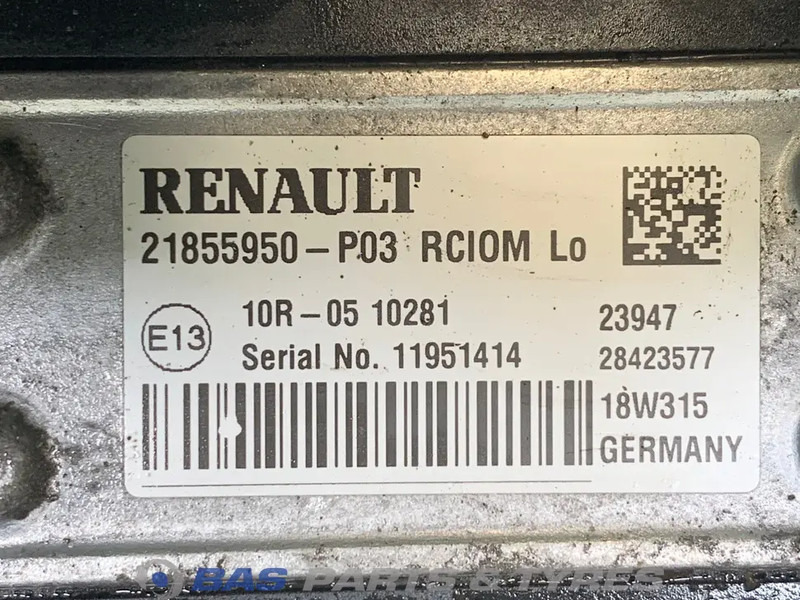 RENAULT
21855950-P03 RCIOM Lo
E13
10R-05 10281
23947
Serial No. 11951414
28423577
18W315
GERMANY
BAS PARTS & TYRES